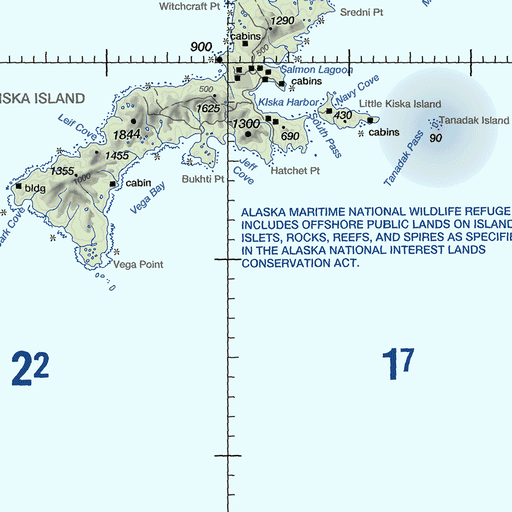 Witchcraft Pt
Sredni Pt
1290
cabins
500
900
Salmon Lagoon
cabins
ISKA ISLAND
500
Navy Cove
KIska Harbor
Little Kiska Island
1625
430
Tanadak Island
Leif Cove
1844
1300
690
South Pass
cabins
90
Tanadak Pass
1455
1355
1000
Jeff
Cove
Hatchet Pt
Bukhti Pt
bldg
cabin
Vega Bay
ark Cove
Vega Point
ALASKA MARITIME NATIONAL WILDLIFE REFUGE
INCLUDES OFFSHORE PUBLIC LANDS ON ISLAND
ISLETS, ROCKS, REEFS, AND SPIRES AS SPECIFIE
IN THE ALASKA NATIONAL INTEREST LANDS
CONSERVATION ACT.
22
17